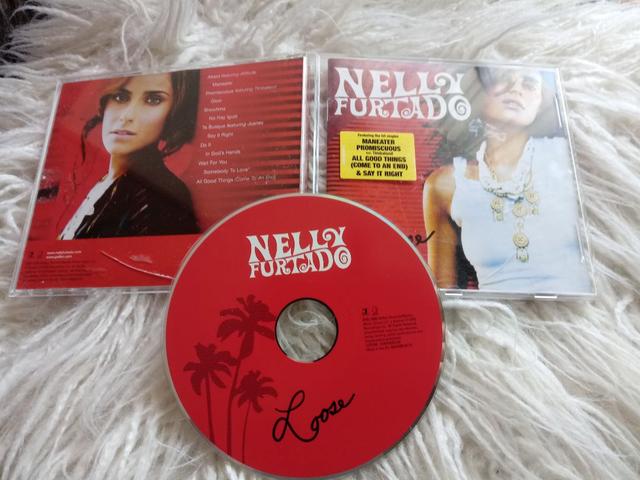 Afraid featuring Attitude
Maneater
Promiscuous featuring Timbaland
Glow
Showtime
No Hay Igual
Te Busqué featuring Juanes
Say It Right
Do It
In God's Hands
Wait For You
Somebody To Love
All Good Things (Come To An End)
www.nellyfurtado.com
NELLY
FURTADO
Featuring the hit singles
MANEATER
PROMISCUOUS
ALL GOOD THINGS
(COME TO AN END)
& SAY IT RIGHT
NELLY
FURTADO
Loose